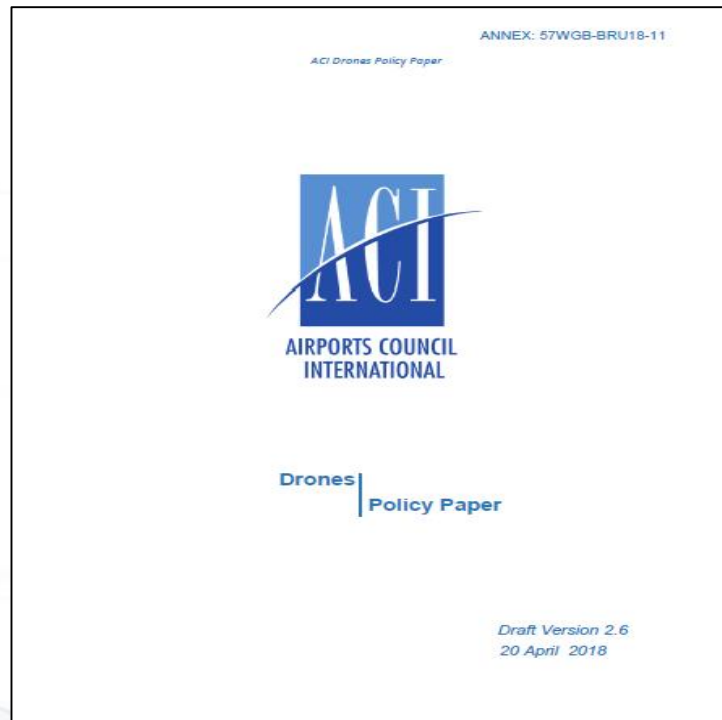 ANNEX: 57WGB-BRU18-11
ACI Drones Policy Paper
ACI
AIRPORTS COUNCIL
INTERNATIONAL
Drones
Policy Paper
Draft Version 2.6
20 April 2018